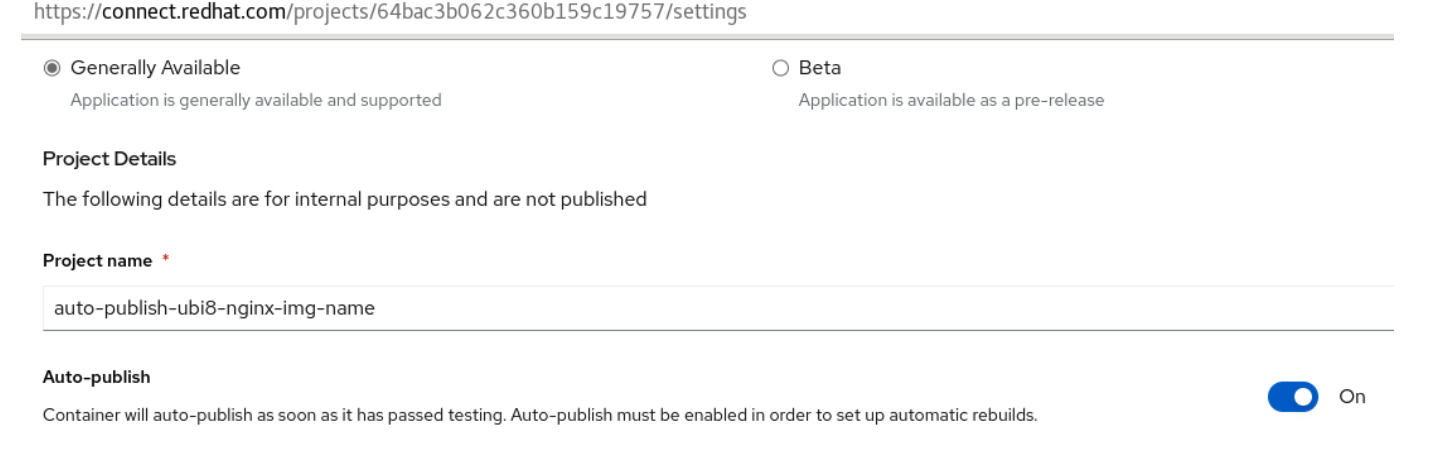 https://connect.redhat.com/projects/64bac3b062c360b159c19757/settings
Generally Available
Beta
Application is generally available and supported
Application is available as a pre-release
Project Details
The following details are for internal purposes and are not published
Project name *
auto-publish-ubi8-nginx-img-name
Auto-publish
On
Container will auto-publish as soon as it has passed testing. Auto-publish must be enabled in order to set up automatic rebuilds.